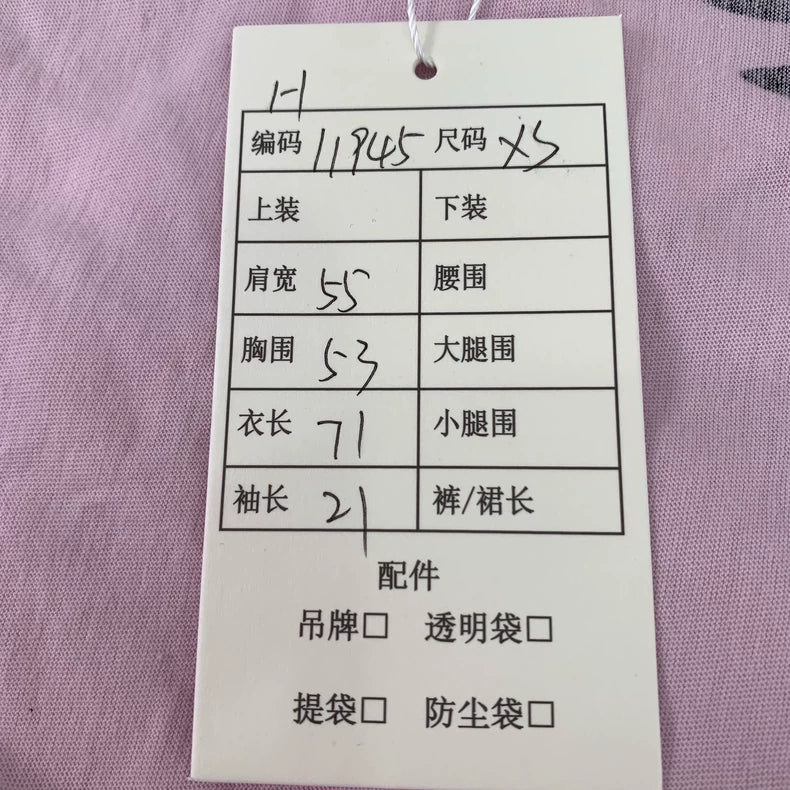 H
编码 11945 尺码 XS
上装 下装
肩宽 55 腰围
胸围 53 大腿围
衣长 71 小腿围
袖长 21 裤/裙长
配件
吊牌□ 透明袋□
提袋□ 防尘袋□